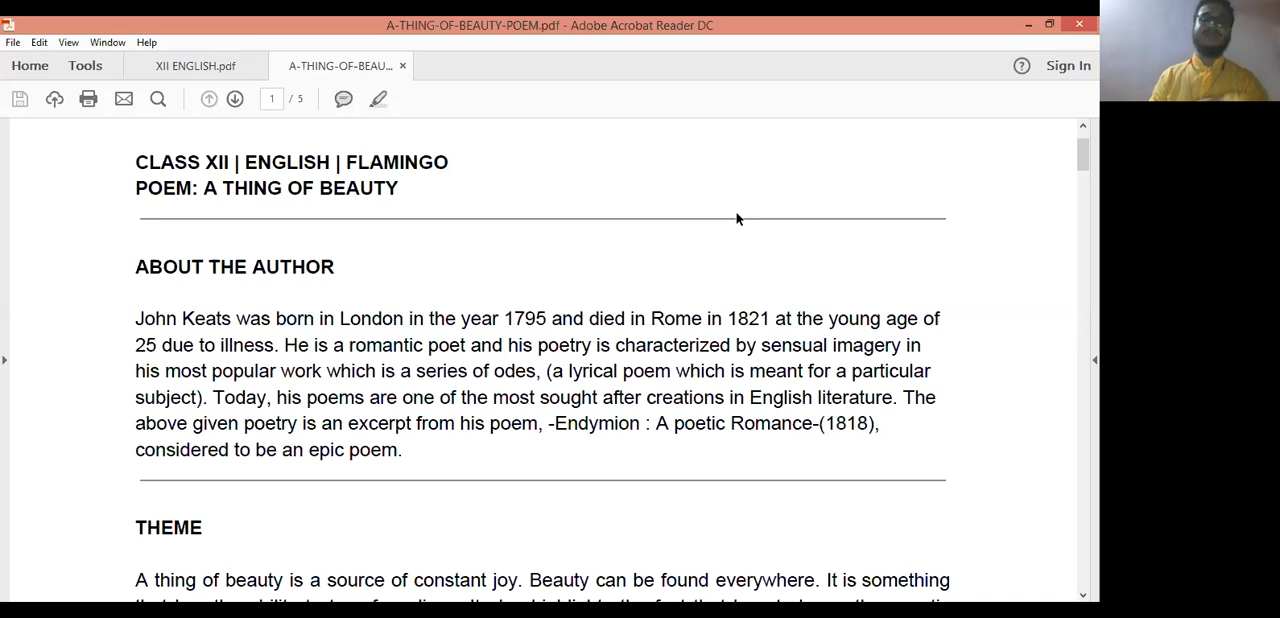 A-THING-OF-BEAUTY-POEM.pdf - Adobe Acrobat Reader DC
File Edit View Window Help
Home Tools XII ENGLISH.pdf A-THING-OF-BEAU... × Sign In
1 / 5
CLASS XII | ENGLISH | FLAMINGO
POEM: A THING OF BEAUTY
ABOUT THE AUTHOR
John Keats was born in London in the year 1795 and died in Rome in 1821 at the young age of
25 due to illness. He is a romantic poet and his poetry is characterized by sensual imagery in
his most popular work which is a series of odes, (a lyrical poem which is meant for a particular
subject). Today, his poems are one of the most sought after creations in English literature. The
above given poetry is an excerpt from his poem, -Endymion : A poetic Romance-(1818),
considered to be an epic poem.
THEME
A thing of beauty is a source of constant joy. Beauty can be found everywhere. It is something